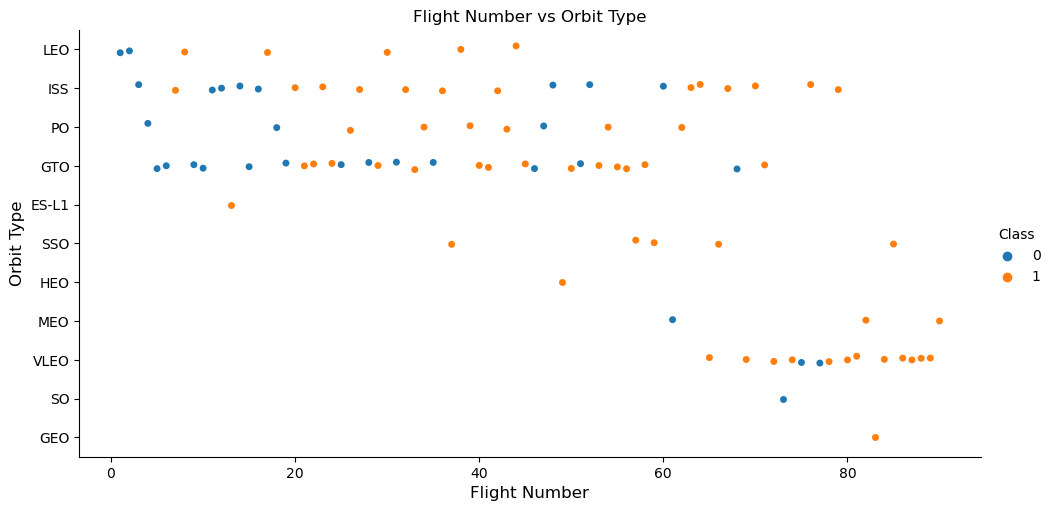 Flight Number vs Orbit Type
Orbit Type
LEO
ISS
PO
GTO
ES-L1
SSO
HEO
MEO
VLEO
SO
GEO
0 20 40 60 80
Flight Number
Class
0
1